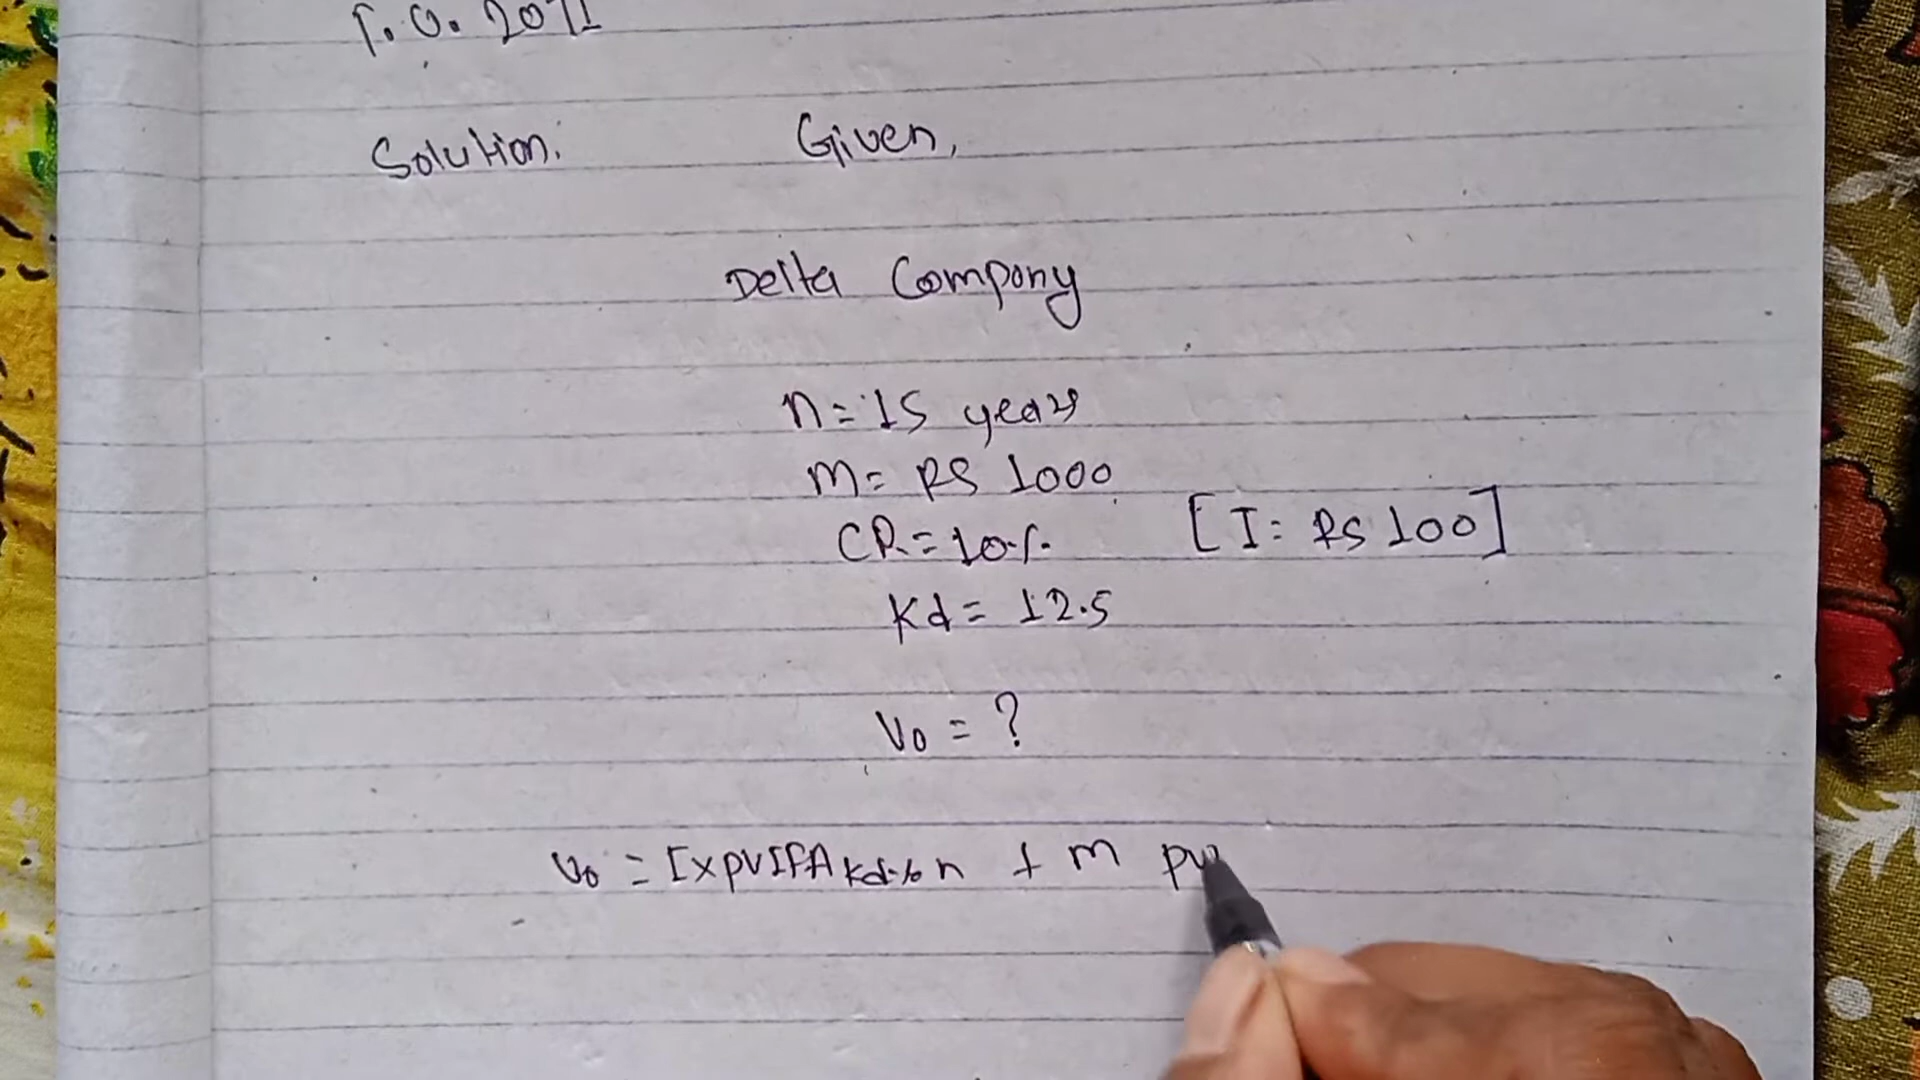 T.U. 2071
Solution. Given,
Delta Company
n = 15 years
M = RS 1000
CR = 10% [I = RS 100]
Kd = 12.5
V0 = ?
V0 = I x PVIFA Kd% n + M PV